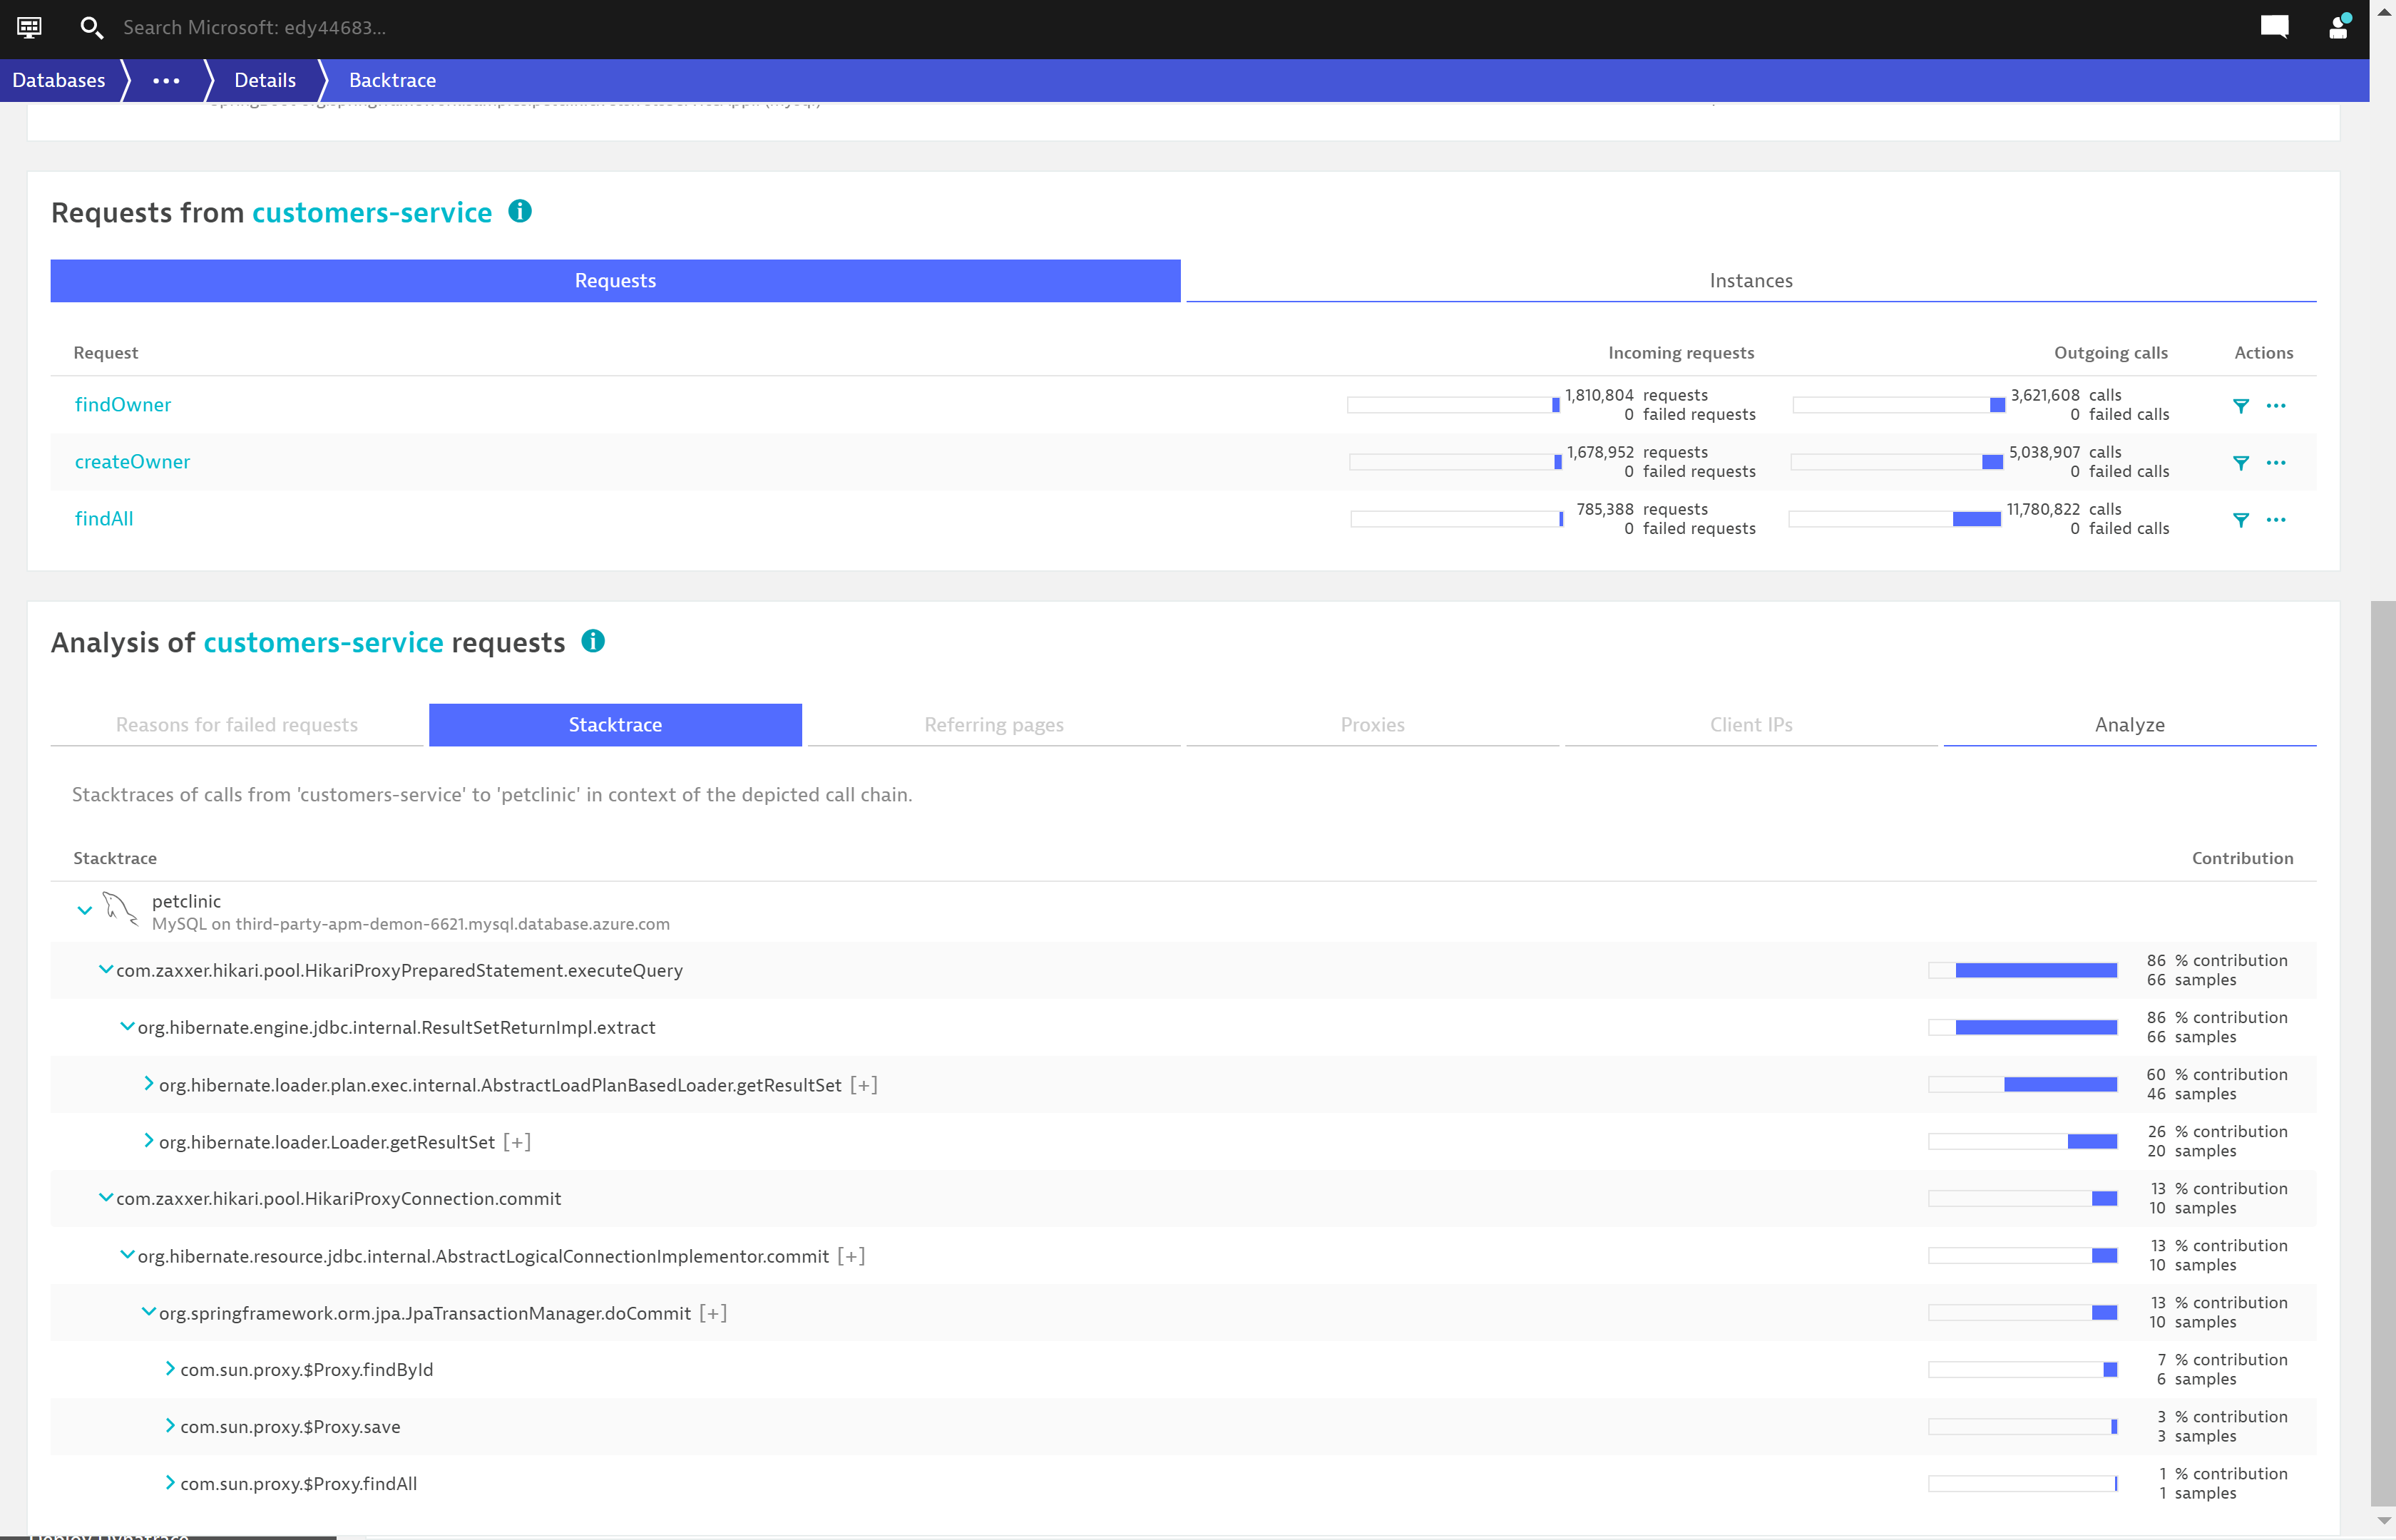 Search Microsoft: edy44683...
Databases ... Details Backtrace
Requests from customers-service
Requests Instances
Request Incoming requests Outgoing calls Actions
findOwner 1,810,804 requests 3,621,608 calls
0 failed requests 0 failed calls
createOwner 1,678,952 requests 5,038,907 calls
0 failed requests 0 failed calls
findAll 785,388 requests 11,780,822 calls
0 failed requests 0 failed calls
Analysis of customers-service requests
Reasons for failed requests Stacktrace Referring pages Proxies Client IPs Analyze
Stacktraces of calls from 'customers-service' to 'petclinic' in context of the depicted call chain.
Stacktrace Contribution
petclinic
MySQL on third-party-apm-demon-6621.mysql.database.azure.com
com.zaxxer.hikari.pool.HikariProxyPreparedStatement.executeQuery 86 % contribution
66 samples
org.hibernate.engine.jdbc.internal.ResultSetReturnImpl.extract 86 % contribution
66 samples
org.hibernate.loader.plan.exec.internal.AbstractLoadPlanBasedLoader.getResultSet [+] 60 % contribution
46 samples
org.hibernate.loader.Loader.getResultSet [+] 26 % contribution
20 samples
com.zaxxer.hikari.pool.HikariProxyConnection.commit 13 % contribution
10 samples
org.hibernate.resource.jdbc.internal.AbstractLogicalConnectionImplementor.commit [+] 13 % contribution
10 samples
org.springframework.orm.jpa.JpaTransactionManager.doCommit [+] 13 % contribution
10 samples
com.sun.proxy.$Proxy.findById 7 % contribution
6 samples
com.sun.proxy.$Proxy.save 3 % contribution
3 samples
com.sun.proxy.$Proxy.findAll 1 % contribution
1 samples